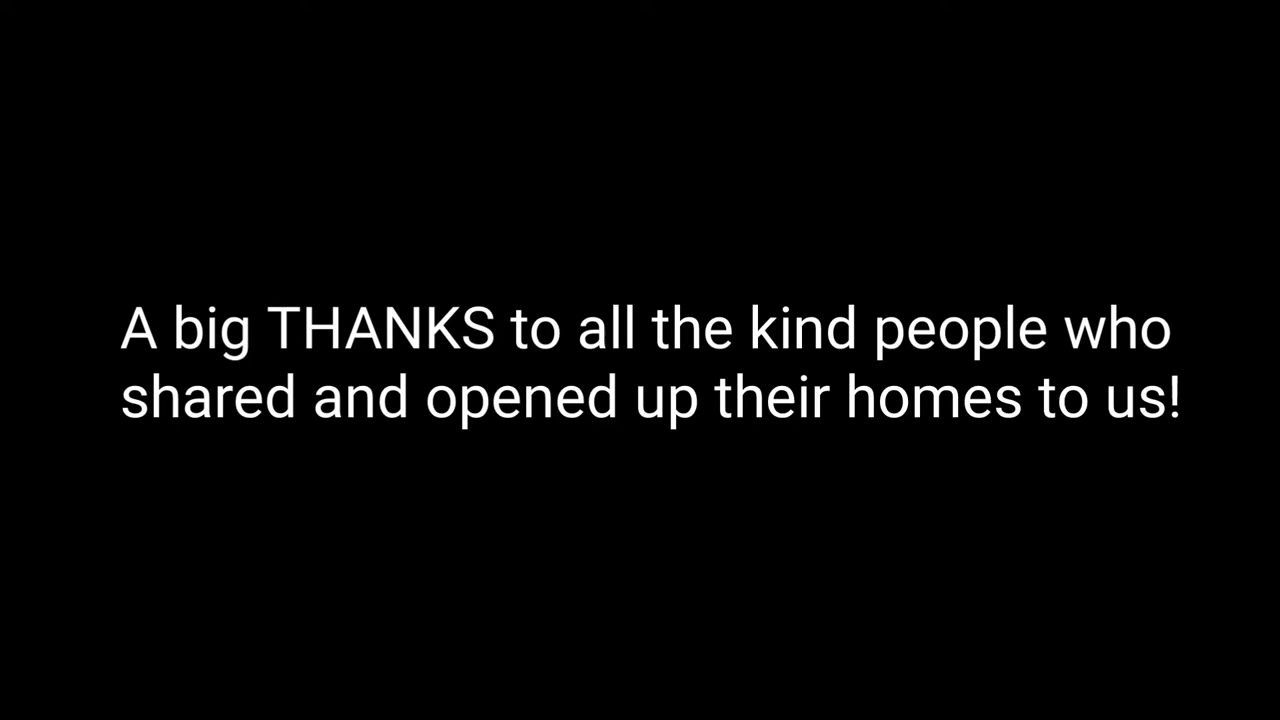 A big THANKS to all the kind people who
shared and opened up their homes to us!